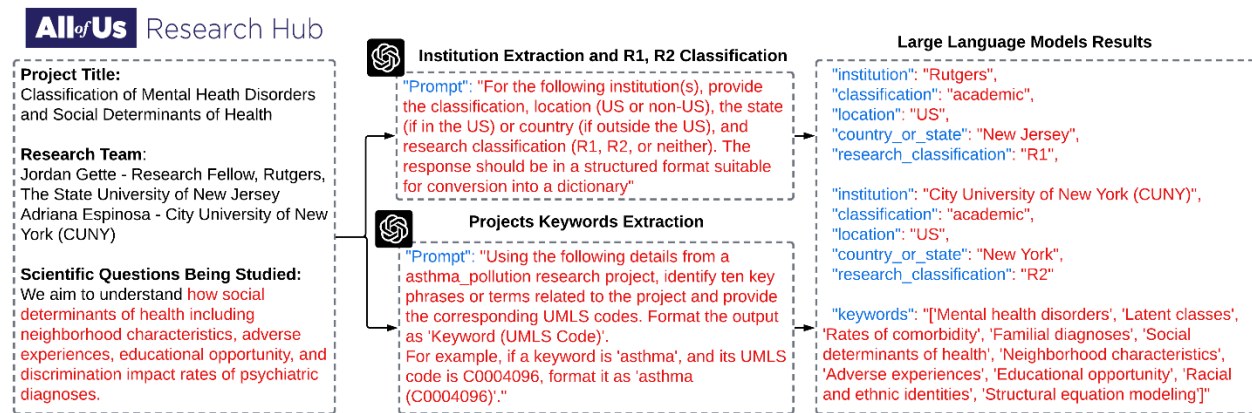 All of Us Research Hub
Project Title:
Classification of Mental Heath Disorders
and Social Determinants of Health
Research Team:
Jordan Gette - Research Fellow, Rutgers,
The State University of New Jersey
Adriana Espinosa - City University of New
York (CUNY)
Scientific Questions Being Studied:
We aim to understand how social
determinants of health including
neighborhood characteristics, adverse
experiences, educational opportunity, and
discrimination impact rates of psychiatric
diagnoses.
Institution Extraction and R1, R2 Classification
"Prompt": "For the following institution(s), provide
the classification, location (US or non-US), the state
(if in the US) or country (if outside the US), and
research classification (R1, R2, or neither). The
response should be in a structured format suitable
for conversion into a dictionary"
Projects Keywords Extraction
"Prompt": "Using the following details from a
asthma_pollution research project, identify ten key
phrases or terms related to the project and provide
the corresponding UMLS codes. Format the output
as 'Keyword (UMLS Code)'.
For example, if a keyword is 'asthma', and its UMLS
code is C0004096, format it as 'asthma
(C0004096)'."
Large Language Models Results
"institution": "Rutgers",
"classification": "academic",
"location": "US",
"country_or_state": "New Jersey",
"research_classification": "R1",
"institution": "City University of New York (CUNY)",
"classification": "academic",
"location": "US",
"country_or_state": "New York",
"research_classification": "R2"
"keywords": "['Mental health disorders', 'Latent classes',
'Rates of comorbidity', 'Familial diagnoses', 'Social
determinants of health', 'Neighborhood characteristics',
'Adverse experiences', 'Educational opportunity', 'Racial
and ethnic identities', 'Structural equation modeling']"